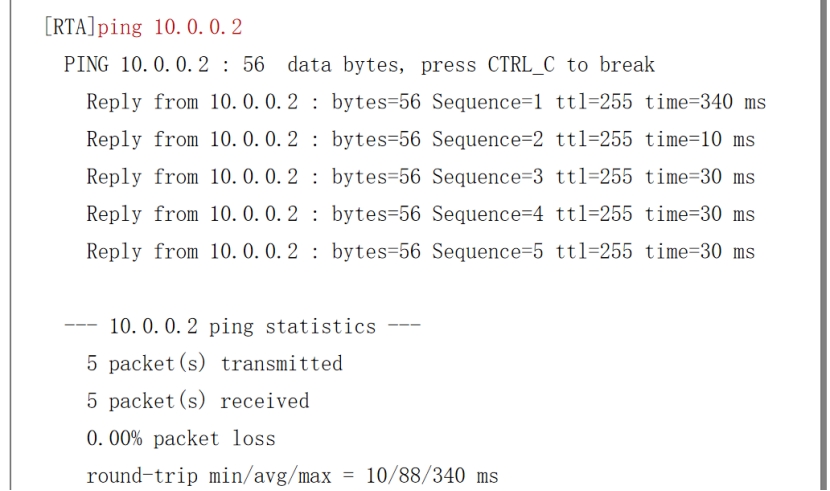 [RTA]ping 10.0.0.2
PING 10.0.0.2 : 56  data bytes, press CTRL_C to break
Reply from 10.0.0.2 : bytes=56 Sequence=1 ttl=255 time=340 ms
Reply from 10.0.0.2 : bytes=56 Sequence=2 ttl=255 time=10 ms
Reply from 10.0.0.2 : bytes=56 Sequence=3 ttl=255 time=30 ms
Reply from 10.0.0.2 : bytes=56 Sequence=4 ttl=255 time=30 ms
Reply from 10.0.0.2 : bytes=56 Sequence=5 ttl=255 time=30 ms
--- 10.0.0.2 ping statistics ---
5 packet(s) transmitted
5 packet(s) received
0.00% packet loss
round-trip min/avg/max = 10/88/340 ms